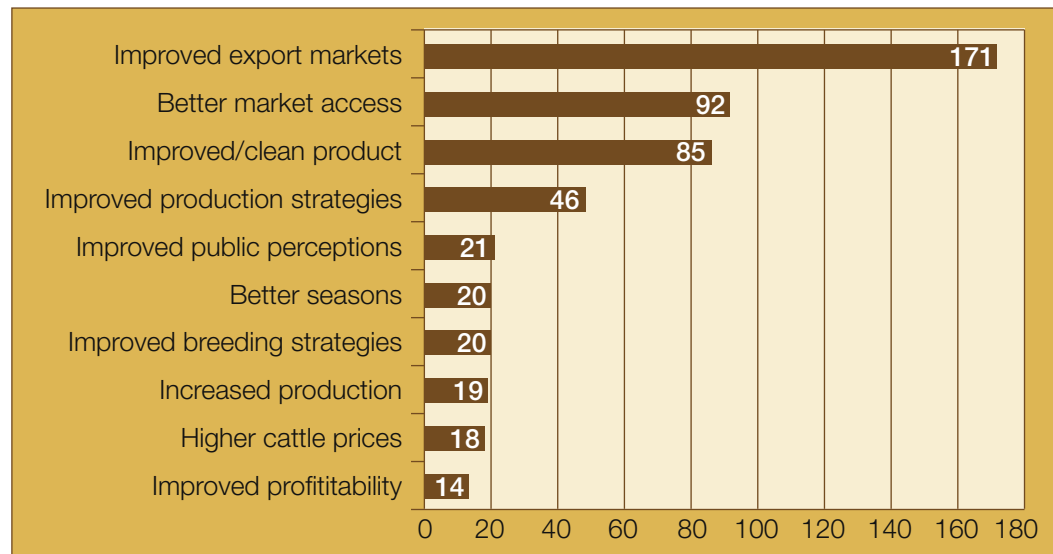 Improved export markets 171
Better market access 92
Improved/clean product 85
Improved production strategies 46
Improved public perceptions 21
Better seasons 20
Improved breeding strategies 20
Increased production 19
Higher cattle prices 18
Improved profititability 14
0 20 40 60 80 100 120 140 160 180